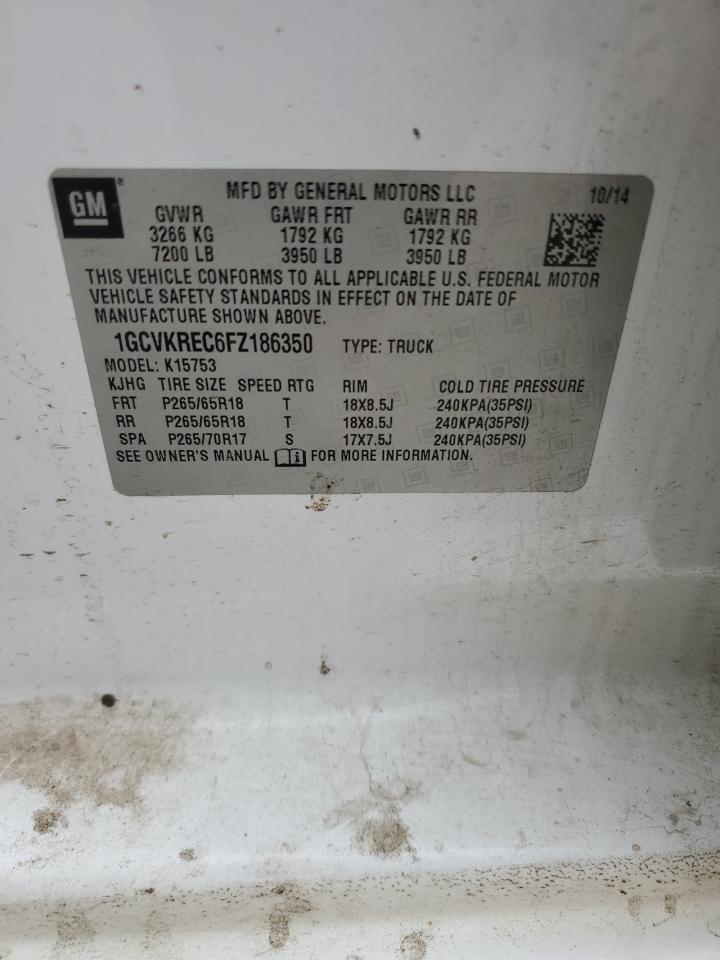 GM® MFD BY GENERAL MOTORS LLC 10/14
GVWR GAWR FRT GAWR RR
3266 KG 1792 KG 1792 KG
7200 LB 3950 LB 3950 LB
THIS VEHICLE CONFORMS TO ALL APPLICABLE U.S. FEDERAL MOTOR
VEHICLE SAFETY STANDARDS IN EFFECT ON THE DATE OF
MANUFACTURE SHOWN ABOVE.
1GCVKREC6FZ186350 TYPE: TRUCK
MODEL: K15753
KJHG TIRE SIZE SPEED RTG RIM COLD TIRE PRESSURE
FRT P265/65R18 T 18X8.5J 240KPA(35PSI)
RR P265/65R18 T 18X8.5J 240KPA(35PSI)
SPA P265/70R17 S 17X7.5J 240KPA(35PSI)
SEE OWNER'S MANUAL FOR MORE INFORMATION.